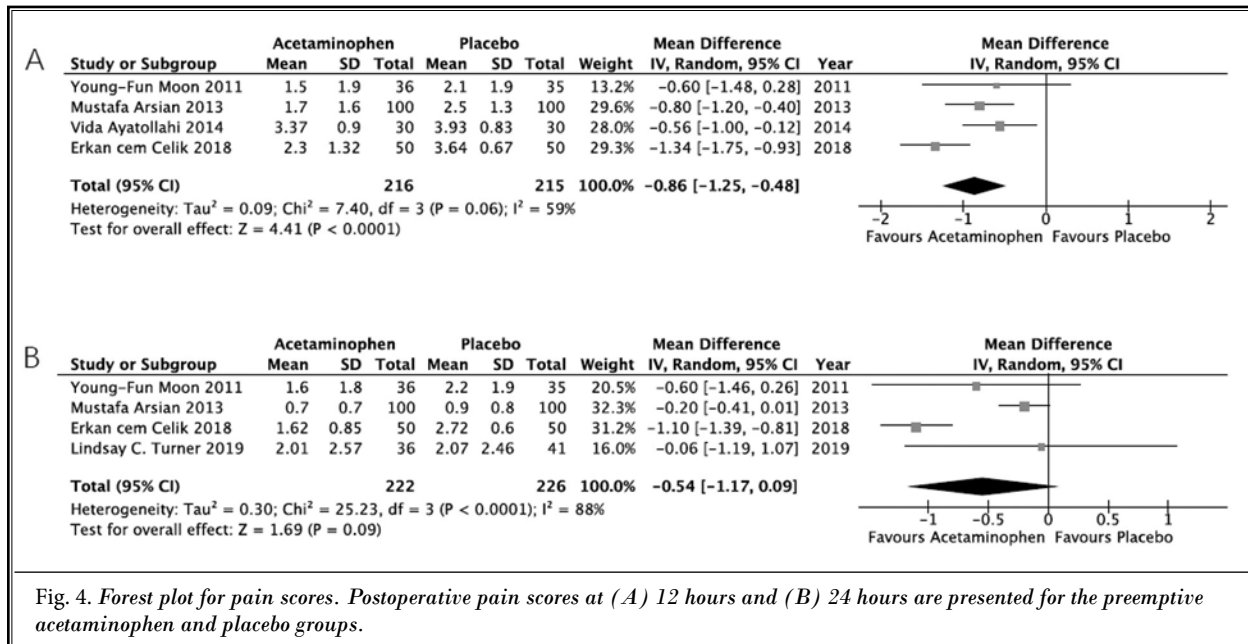 A
Acetaminophen Placebo Mean Difference Mean Difference
Study or Subgroup Mean SD Total Mean SD Total Weight IV, Random, 95% CI Year IV, Random, 95% CI
Young-Fun Moon 2011 1.5 1.9 36 2.1 1.9 35 13.2% -0.60 [-1.48, 0.28] 2011
Mustafa Arsian 2013 1.7 1.6 100 2.5 1.3 100 29.6% -0.80 [-1.20, -0.40] 2013
Vida Ayatollahi 2014 3.37 0.9 30 3.93 0.83 30 28.0% -0.56 [-1.00, -0.12] 2014
Erkan cem Celik 2018 2.3 1.32 50 3.64 0.67 50 29.3% -1.34 [-1.75, -0.93] 2018
Total (95% CI) 216 215 100.0% -0.86 [-1.25, -0.48]
Heterogeneity: Tau² = 0.09; Chi² = 7.40, df = 3 (P = 0.06); I² = 59%
Test for overall effect: Z = 4.41 (P < 0.0001)
-2 -1 0 1 2
Favours Acetaminophen Favours Placebo
B
Acetaminophen Placebo Mean Difference Mean Difference
Study or Subgroup Mean SD Total Mean SD Total Weight IV, Random, 95% CI Year IV, Random, 95% CI
Young-Fun Moon 2011 1.6 1.8 36 2.2 1.9 35 20.5% -0.60 [-1.46, 0.26] 2011
Mustafa Arsian 2013 0.7 0.7 100 0.9 0.8 100 32.3% -0.20 [-0.41, 0.01] 2013
Erkan cem Celik 2018 1.62 0.85 50 2.72 0.6 50 31.2% -1.10 [-1.39, -0.81] 2018
Lindsay C. Turner 2019 2.01 2.57 36 2.07 2.46 41 16.0% -0.06 [-1.19, 1.07] 2019
Total (95% CI) 222 226 100.0% -0.54 [-1.17, 0.09]
Heterogeneity: Tau² = 0.30; Chi² = 25.23, df = 3 (P < 0.0001); I² = 88%
Test for overall effect: Z = 1.69 (P = 0.09)
-1 -0.5 0 0.5 1
Favours Acetaminophen Favours Placebo
Fig. 4. Forest plot for pain scores. Postoperative pain scores at (A) 12 hours and (B) 24 hours are presented for the preemptive
acetaminophen and placebo groups.